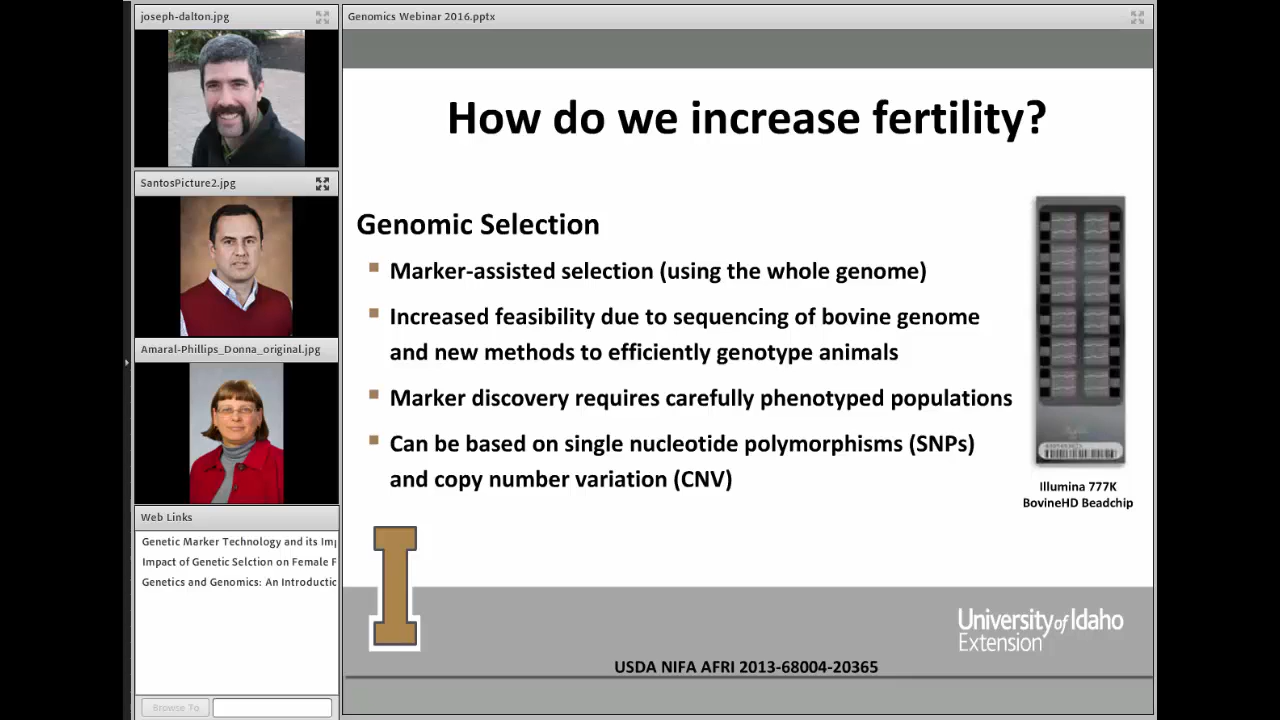 joseph-dalton.jpg
SantosPicture2.jpg
Amaral-Phillips_Donna_original.jpg
Web Links
Genetic Marker Technology and its Imp
Impact of Genetic Selction on Female F
Genetics and Genomics: An Introductio
Browse To
Genomics Webinar 2016.pptx
How do we increase fertility?
Genomic Selection
Marker-assisted selection (using the whole genome)
Increased feasibility due to sequencing of bovine genome
and new methods to efficiently genotype animals
Marker discovery requires carefully phenotyped populations
Can be based on single nucleotide polymorphisms (SNPs)
and copy number variation (CNV)
Illumina 777K
BovineHD Beadchip
I
University of Idaho
Extension
USDA NIFA AFRI 2013-68004-20365